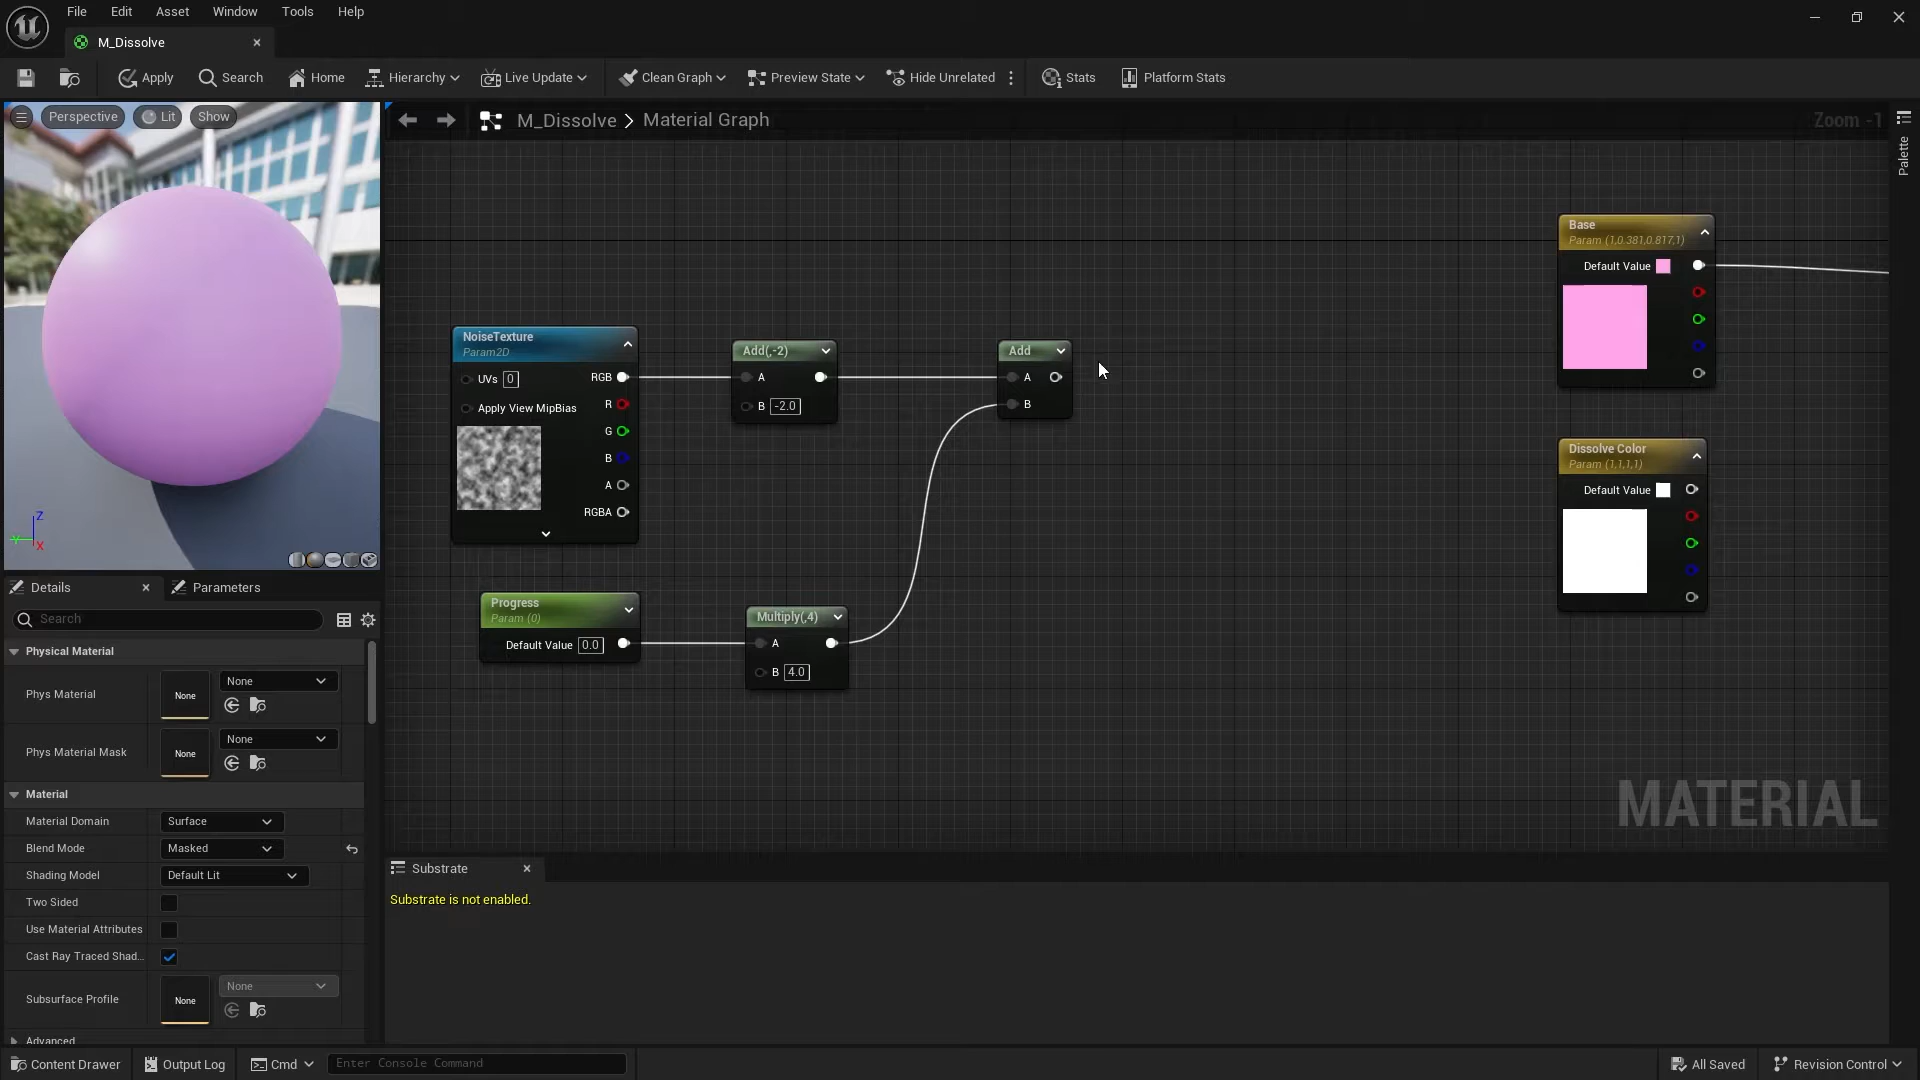 File Edit Asset Window Tools Help
M_Dissolve
Apply Search Home Hierarchy Live Update Clean Graph Preview State Hide Unrelated Stats Platform Stats
Perspective Lit Show
M_Dissolve > Material Graph
Zoom -1
Palette
NoiseTexture
Param2D
UVs 0 RGB
Apply View MipBias R
G
B
A
RGBA
Add(,-2)
A
B -2.0
Add
A
B
Base
Param (1,0.381,0.817,1)
Default Value
Dissolve Color
Param (1,1,1,1)
Default Value
Progress
Param (0)
Default Value 0.0
Multiply(,4)
A
B 4.0
MATERIAL
Z
Y
X
Details Parameters
Search
Physical Material
Phys Material None None
Phys Material Mask None None
Material
Material Domain Surface
Blend Mode Masked
Shading Model Default Lit
Two Sided
Use Material Attributes
Cast Ray Traced Shad...
Subsurface Profile None None
Advanced
Substrate
Substrate is not enabled.
Content Drawer Output Log Cmd Enter Console Command All Saved Revision Control